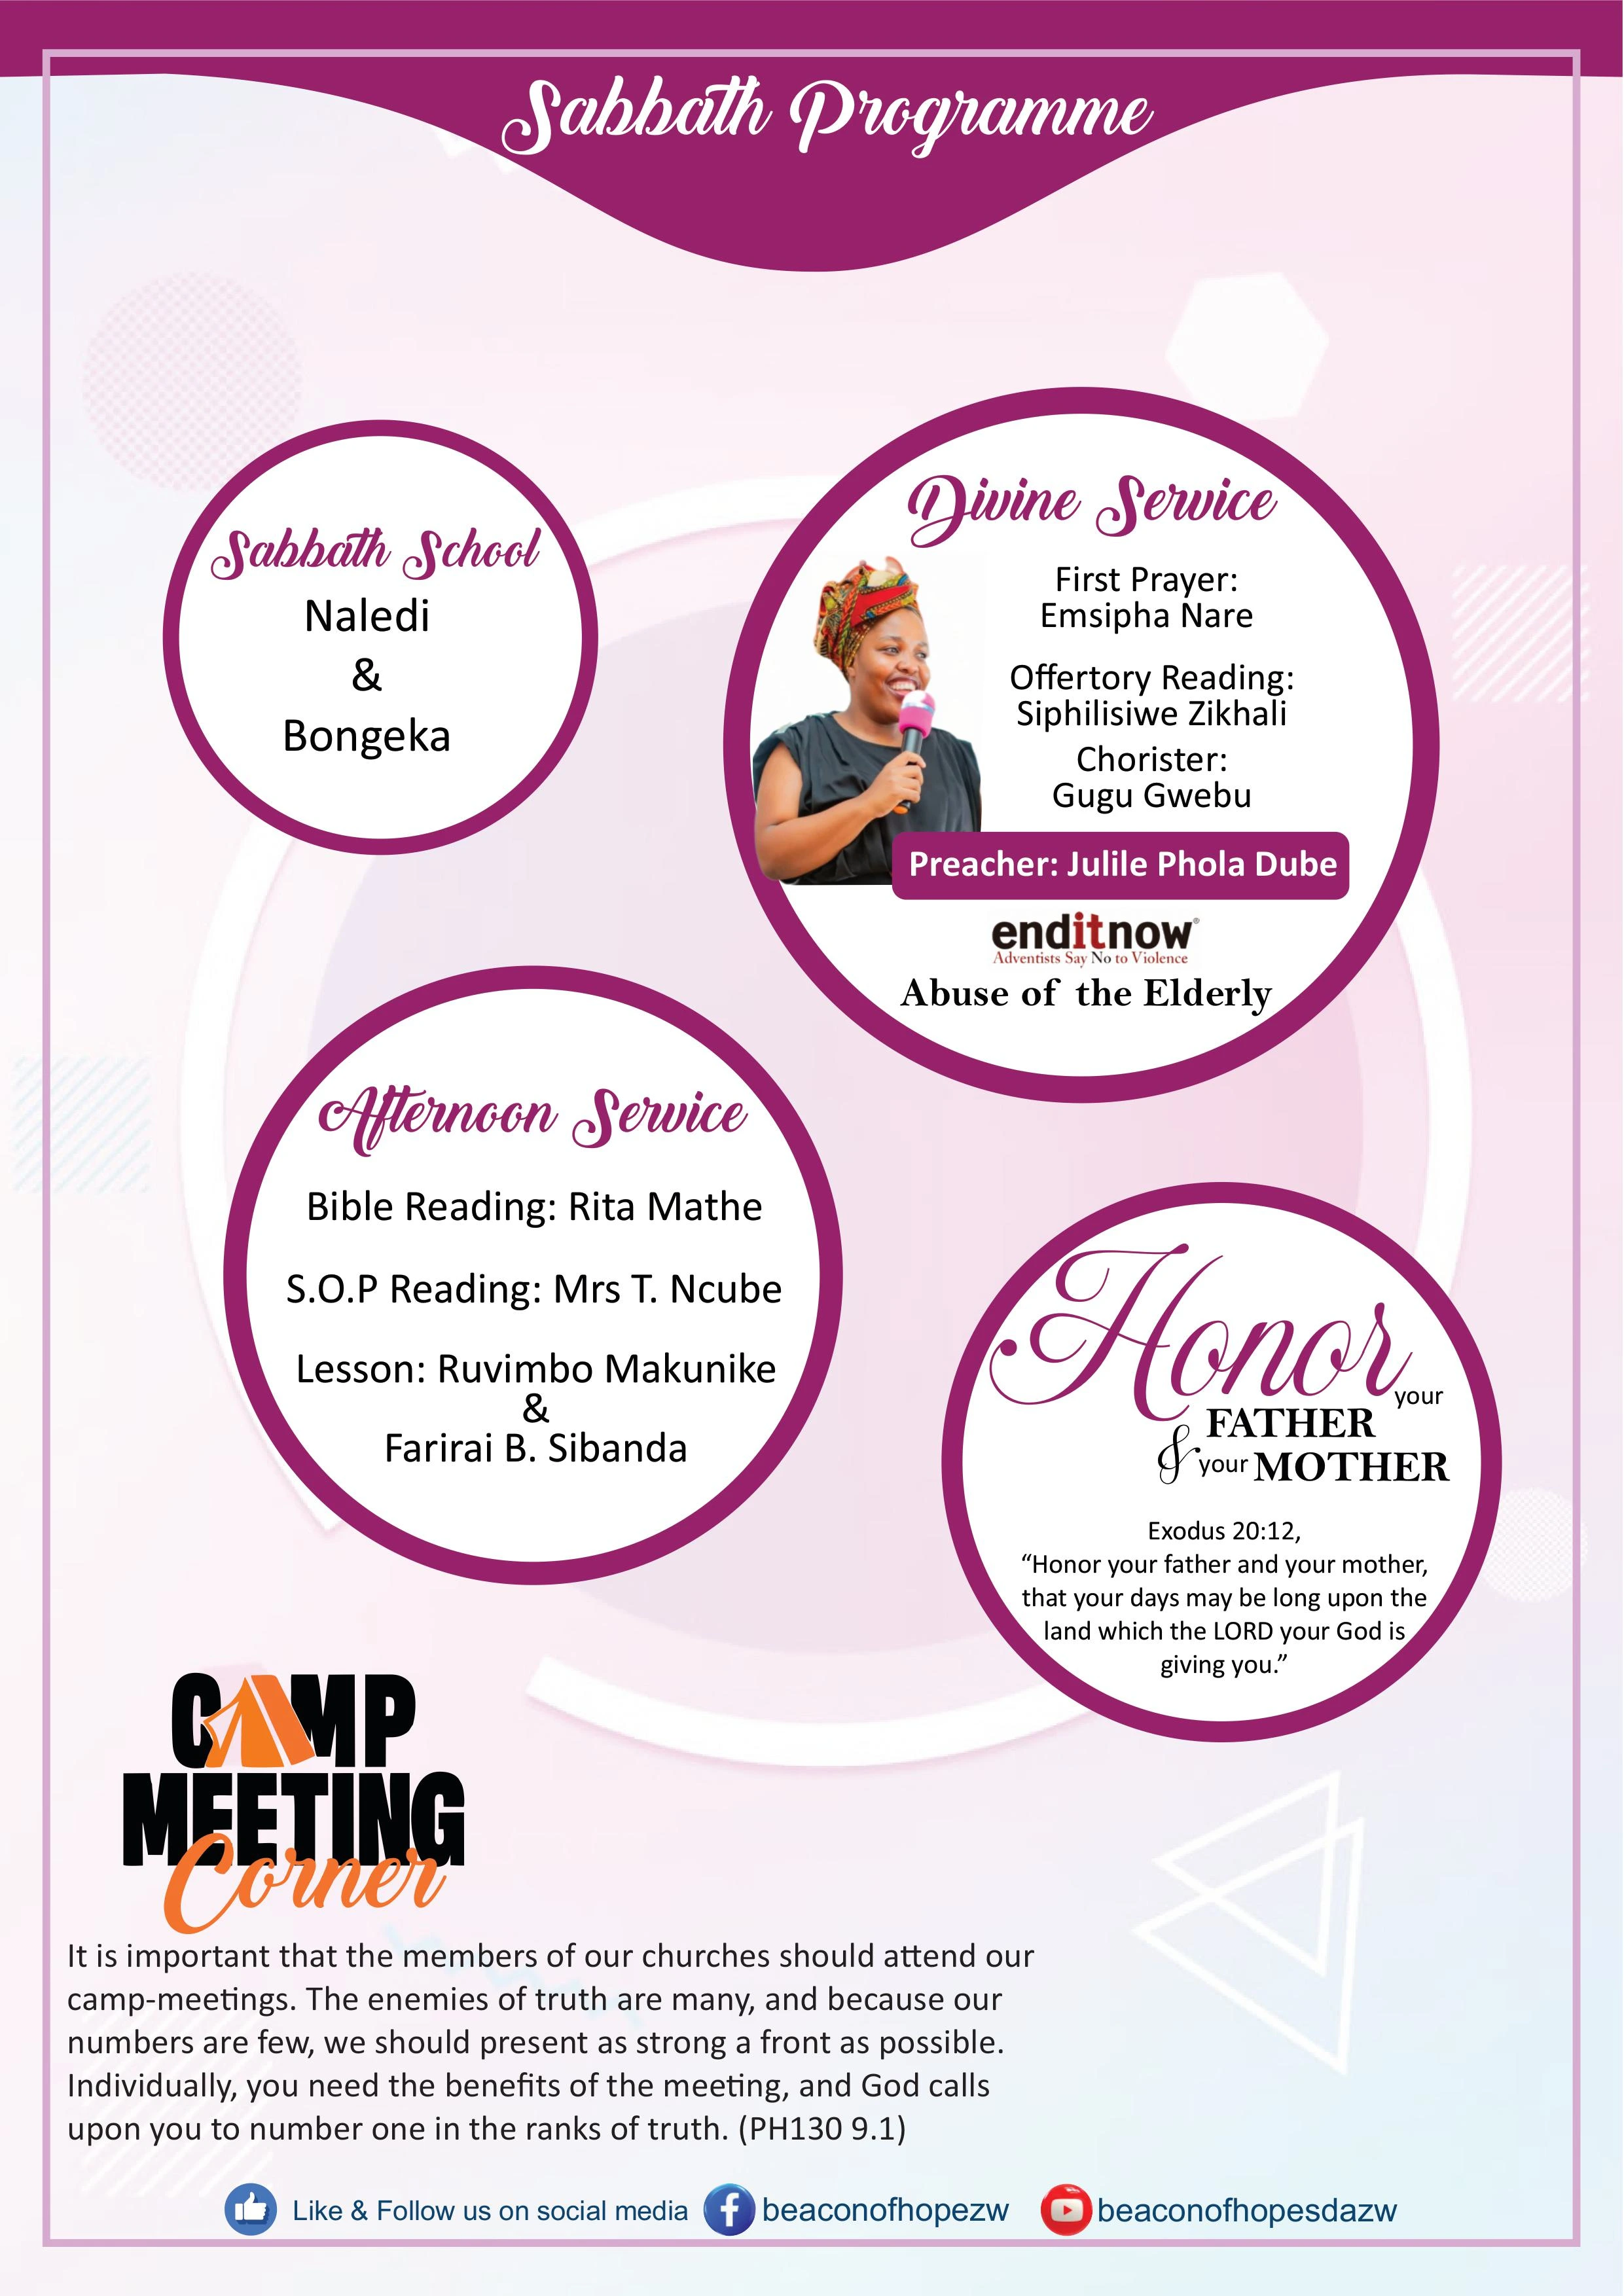 Sabbath Programme
Sabbath School
Naledi
&
Bongeka
Divine Service
First Prayer:
Emsipha Nare
Offertory Reading:
Siphilisiwe Zikhali
Chorister:
Gugu Gwebu
Preacher: Julile Phola Dube
enditnow®
Adventists Say No to Violence
Abuse of the Elderly
Afternoon Service
Bible Reading: Rita Mathe
S.O.P Reading: Mrs T. Ncube
Lesson: Ruvimbo Makunike
&
Farirai B. Sibanda
Honor your
FATHER
& your MOTHER
Exodus 20:12,
“Honor your father and your mother,
that your days may be long upon the
land which the LORD your God is
giving you.”
CAMP
MEETING
Corner
It is important that the members of our churches should attend our
camp-meetings. The enemies of truth are many, and because our
numbers are few, we should present as strong a front as possible.
Individually, you need the benefits of the meeting, and God calls
upon you to number one in the ranks of truth. (PH130 9.1)
Like & Follow us on social media f beaconofhopezw beaconofhopesdazw